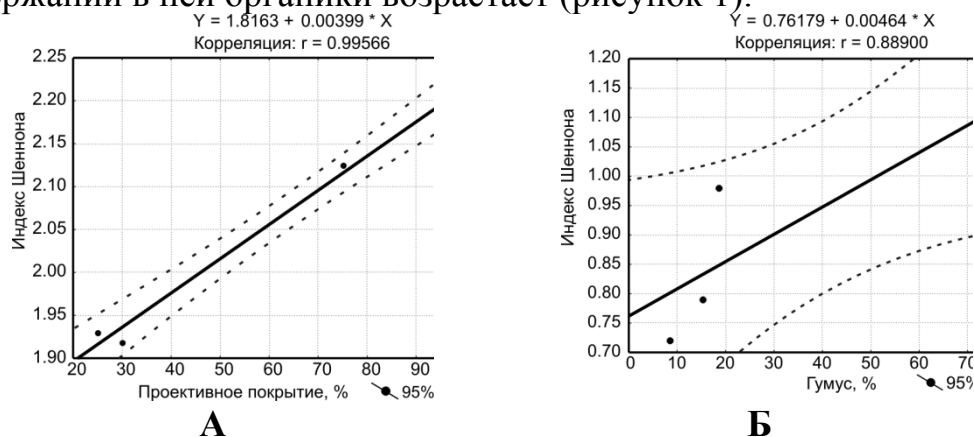 ржании в ней органики возрастает (рисунок 1).
Y = 1.8163 + 0.00399 * X
Корреляция: r = 0.99566
2.25
2.20
2.15
2.10
2.05
2.00
1.95
1.90
Индекс Шеннона
20 30 40 50 60 70 80 90
Проективное покрытие, %
95%
А
Y = 0.76179 + 0.00464 * X
Корреляция: r = 0.88900
1.20
1.15
1.10
1.05
1.00
0.95
0.90
0.85
0.80
0.75
0.70
Индекс Шеннона
0 10 20 30 40 50 60 70
Гумус, %
95%
Б